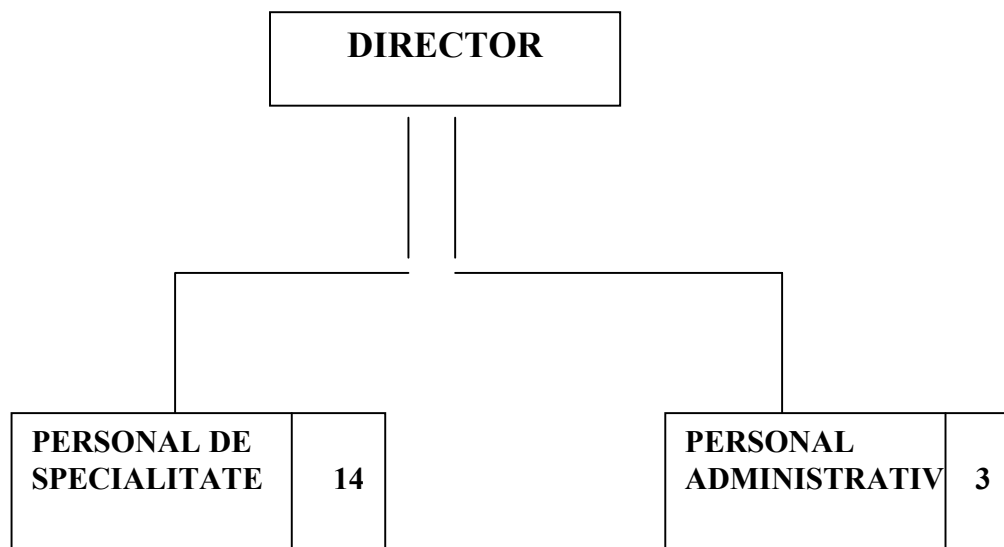 DIRECTOR
PERSONAL DE
SPECIALITATE
14
PERSONAL
ADMINISTRATIV
3